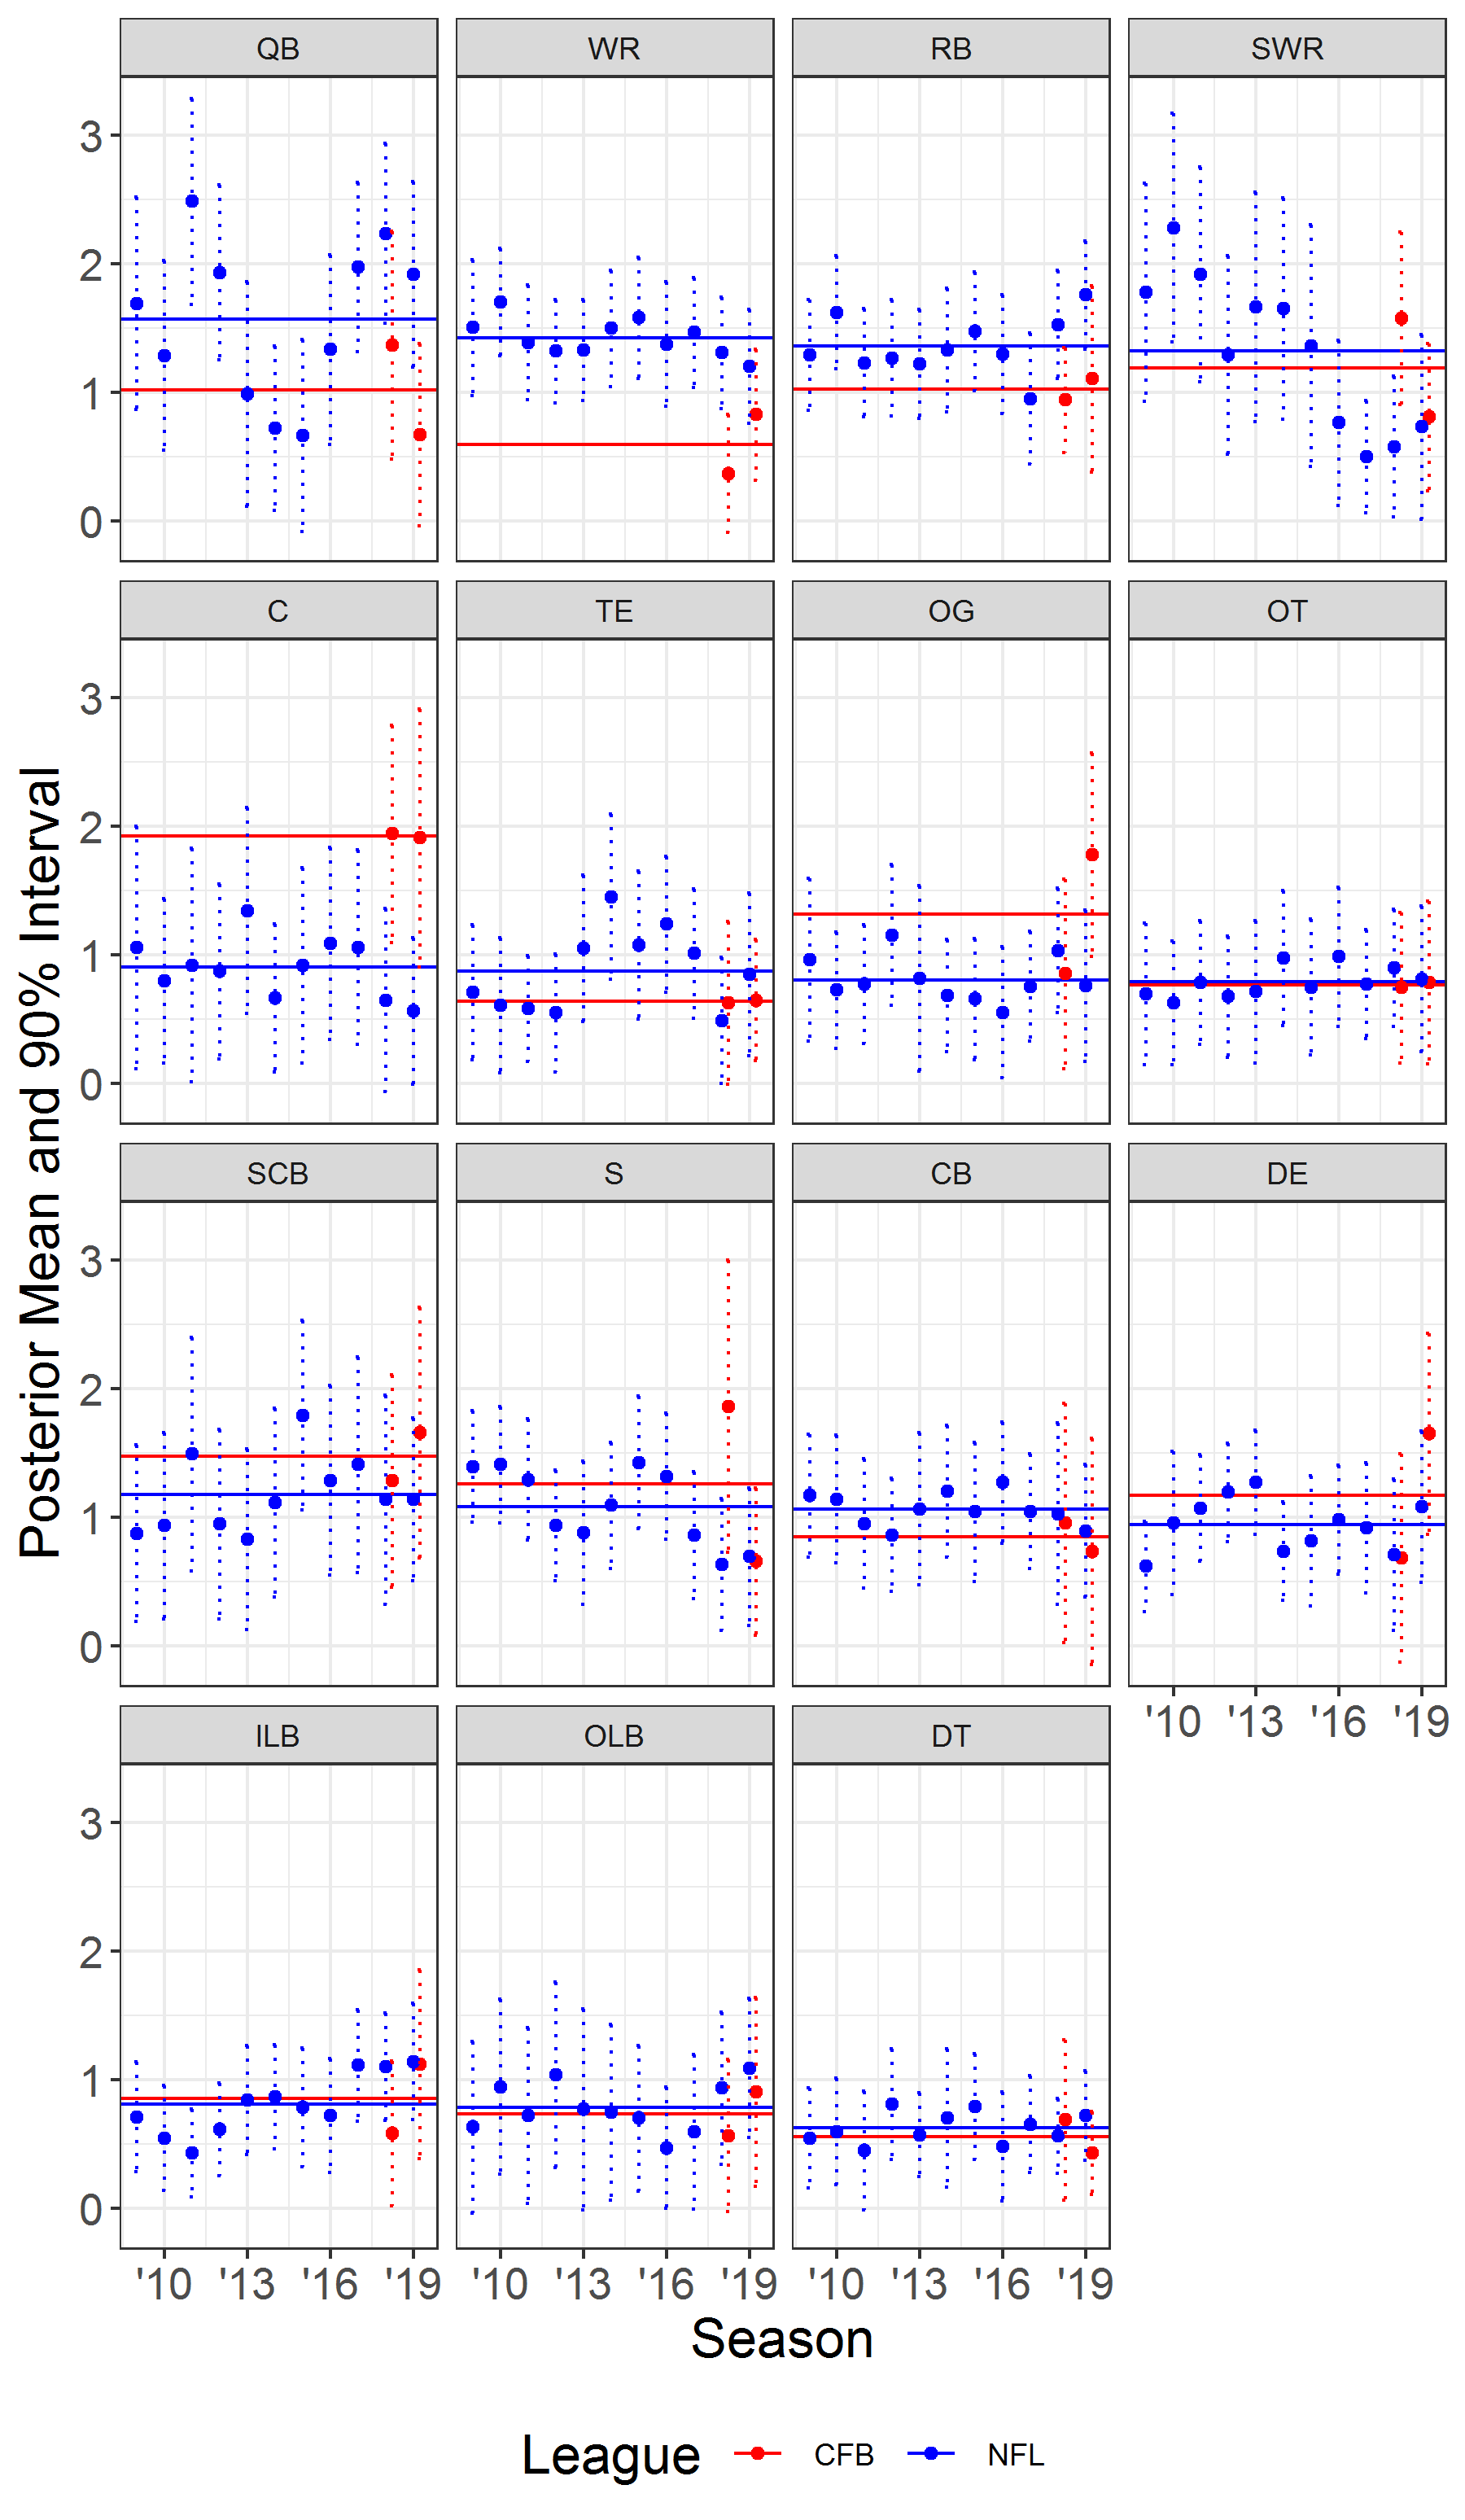 QB WR RB SWR
3
2
1
0
C TE OG OT
3
2
1
0
Posterior Mean and 90% Interval
SCB S CB DE
3
2
1
0
'10 '13 '16 '19
ILB OLB DT
3
2
1
0
'10 '13 '16 '19 '10 '13 '16 '19 '10 '13 '16 '19
Season
League CFB NFL